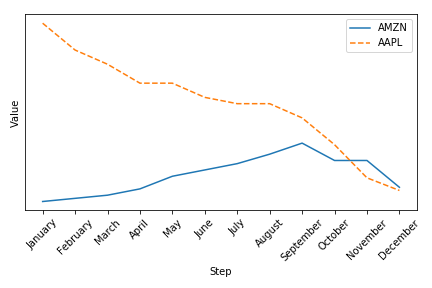 AMZN
AAPL
Value
January
February
March
April
May
June
July
August
September
October
November
December
Step